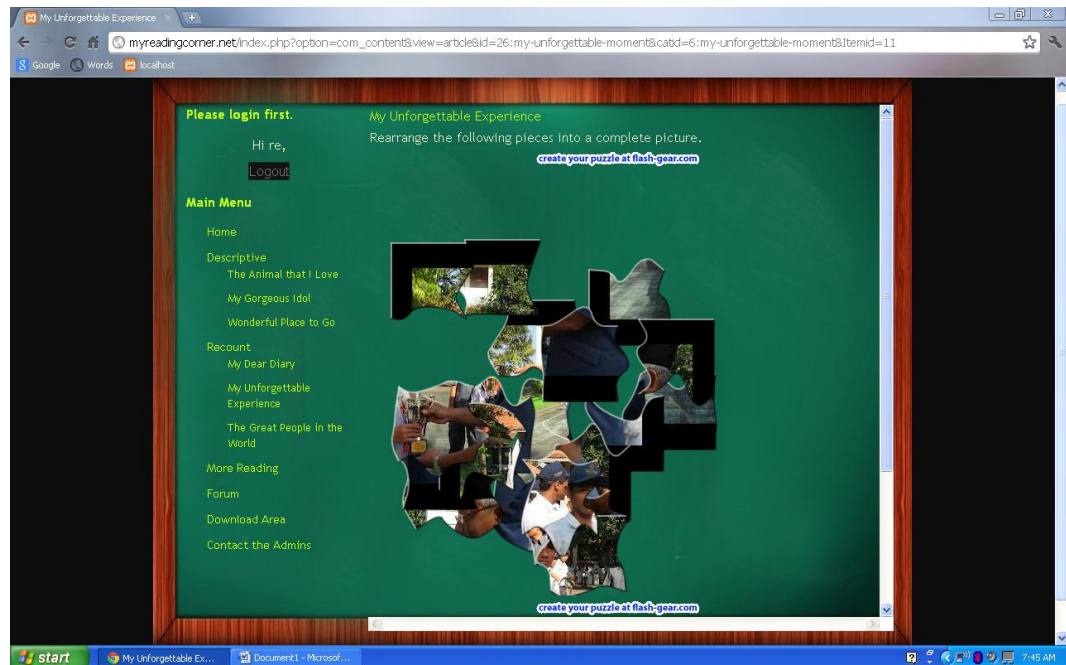 My Unforgettable Experience
myreadingcorner.net/index.php?option=com_content&view=article&id=26:my-unforgettable-moment&catid=6:my-unforgettable-moment&Itemid=11
Google Words localhost
Please login first.
Hi re,
Logout
Main Menu
Home
Descriptive
The Animal that I Love
My Gorgeous Idol
Wonderful Place to Go
Recount
My Dear Diary
My Unforgettable
Experience
The Great People in the
World
More Reading
Forum
Download Area
Contact the Admins
My Unforgettable Experience
Rearrange the following pieces into a complete picture.
create your puzzle at flash-gear.com
create your puzzle at flash-gear.com
start
My Unforgettable Ex...
Document1 - Microsof...
7:45 AM